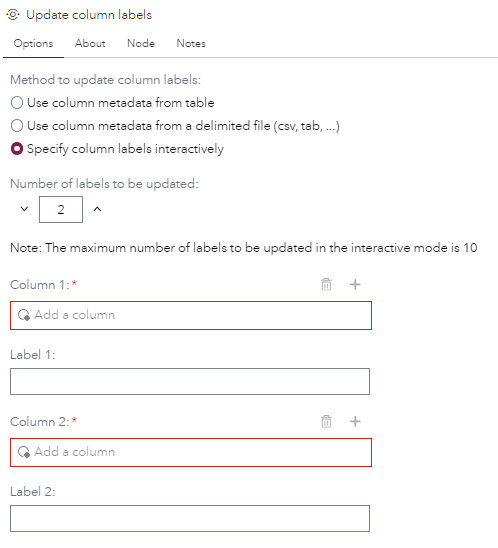 Update column labels
Options About Node Notes
Method to update column labels:
Use column metadata from table
Use column metadata from a delimited file (csv, tab, ...)
Specify column labels interactively
Number of labels to be updated:
2
Note: The maximum number of labels to be updated in the interactive mode is 10
Column 1:*
Add a column
Label 1:
Column 2:*
Add a column
Label 2: